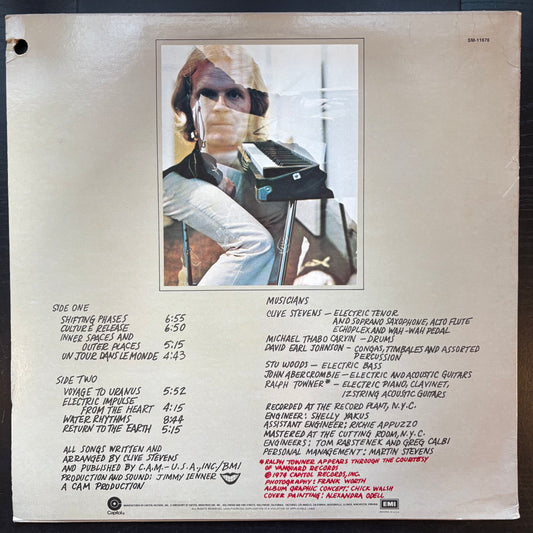 SM-11676
SIDE ONE
SHIFTING PHASES 6:55
CULTURE RELEASE 6:50
INNER SPACES AND
OUTER PLACES 5:15
UN JOUR DANS LE MONDE 4:43
SIDE TWO
VOYAGE TO URANUS 5:52
ELECTRIC IMPULSE
FROM THE HEART 4:15
WATER RHYTHMS 8:44
RETURN TO THE EARTH 5:15
ALL SONGS WRITTEN AND
ARRANGED BY CLIVE STEVENS
AND PUBLISHED BY C.A.M.-U.S.A., INC/BMI
PRODUCTION AND SOUND: JIMMY IENNER
A CAM PRODUCTION
MUSICIANS
CLIVE STEVENS — ELECTRIC TENOR
AND SOPRANO SAXOPHONE, ALTO FLUTE
ECHOPLEX AND WAH-WAH PEDAL
MICHAEL THABO CARVIN — DRUMS
DAVID EARL JOHNSON — CONGAS, TIMBALES AND ASSORTED
PERCUSSION
STU WOODS — ELECTRIC BASS
JOHN ABERCROMBIE — ELECTRIC AND ACOUSTIC GUITARS
RALPH TOWNER* — ELECTRIC PIANO, CLAVINET,
12 STRING ACOUSTIC GUITARS
RECORDED AT THE RECORD PLANT, N.Y.C.
ENGINEER: SHELLY YAKUS
ASSISTANT ENGINEER; RICHIE APPUZZO
MASTERED AT THE CUTTING ROOM, N.Y.C.
ENGINEERS: TOM RABSTENEK AND GREG CALBI
PERSONAL MANAGEMENT: MARTIN STEVENS
*RALPH TOWNER APPEARS THROUGH THE COURTESY
OF VANGUARD RECORDS
©1974 CAPITOL RECORDS, INC.
PHOTOGRAPHY: FRANK WORTH
ALBUM GRAPHIC CONCEPT: CHICK WALSH
COVER PAINTING: ALEXANDRA ODELL
Capitol
EMI